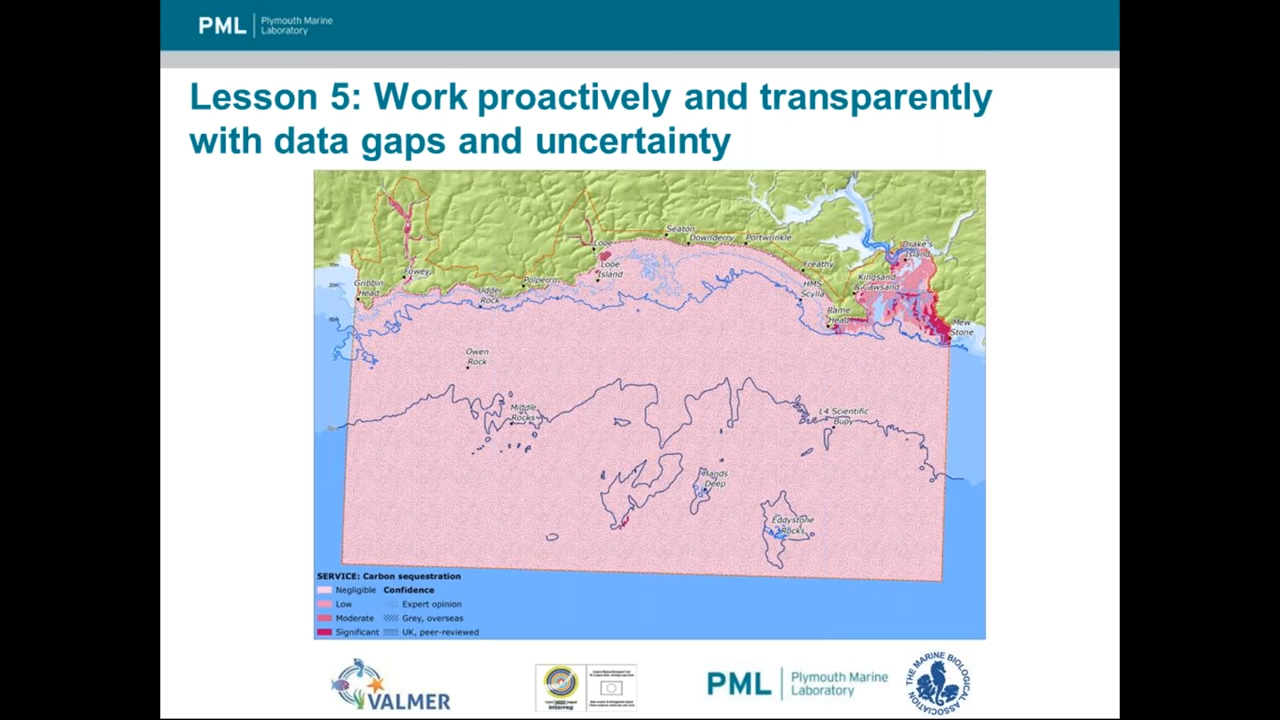 PML | Plymouth Marine
Laboratory
Lesson 5: Work proactively and transparently
with data gaps and uncertainty
Seaton
Downderry
Portwrinkle
Looe
Drake's
Island
Looe
Island
Freathy
Fowey
Polperro
Kingsand
& Cawsand
Gribbin
Head
Udder
Rock
HMS
Scylla
Rame
Head
Mew
Stone
Owen
Rock
Middle
Rocks
L4 Scientific
Buoy
Hands
Deep
Eddystone
Rocks
SERVICE: Carbon sequestration
Negligible Confidence
Low Expert opinion
Moderate Grey, overseas
Significant UK, peer-reviewed
VALMER
interreg
PML | Plymouth Marine
Laboratory
THE MARINE BIOLOGICAL ASSOCIATION